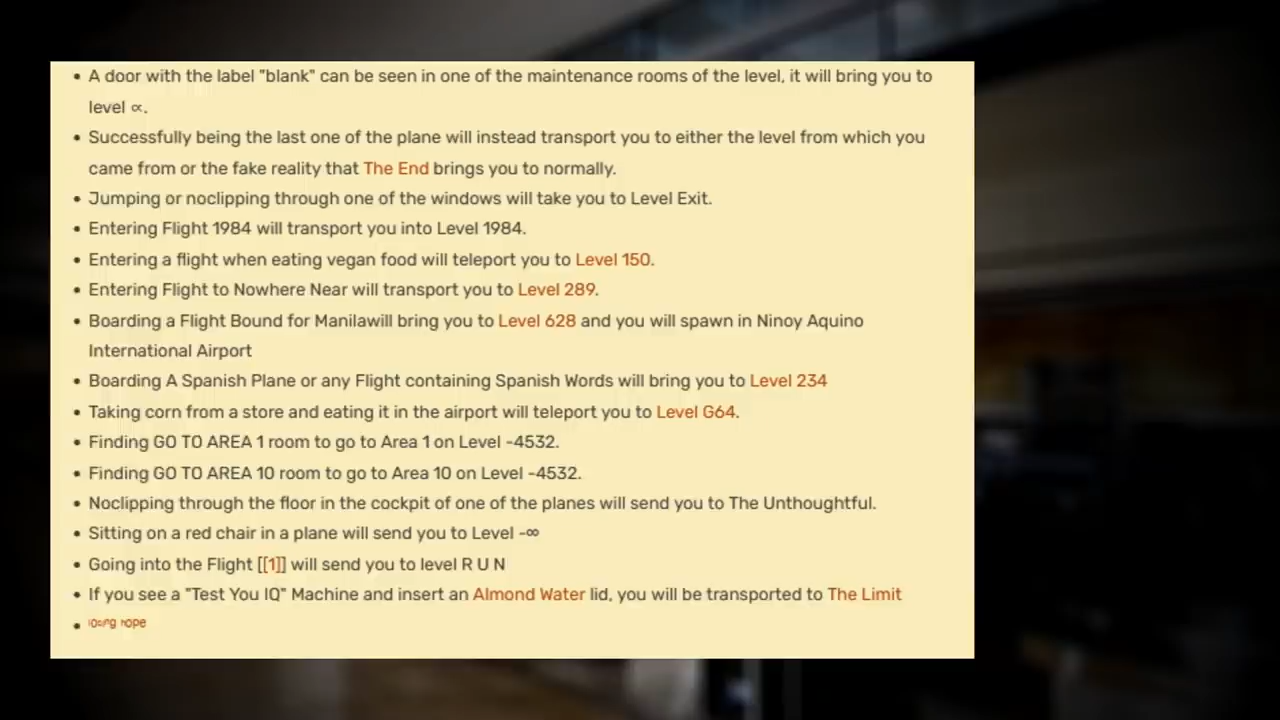 • A door with the label "blank" can be seen in one of the maintenance rooms of the level, it will bring you to
level ∝.
• Successfully being the last one of the plane will instead transport you to either the level from which you
came from or the fake reality that The End brings you to normally.
• Jumping or noclipping through one of the windows will take you to Level Exit.
• Entering Flight 1984 will transport you into Level 1984.
• Entering a flight when eating vegan food will teleport you to Level 150.
• Entering Flight to Nowhere Near will transport you to Level 289.
• Boarding a Flight Bound for Manilawill bring you to Level 628 and you will spawn in Ninoy Aquino
International Airport
• Boarding A Spanish Plane or any Flight containing Spanish Words will bring you to Level 234
• Taking corn from a store and eating it in the airport will teleport you to Level G64.
• Finding GO TO AREA 1 room to go to Area 1 on Level -4532.
• Finding GO TO AREA 10 room to go to Area 10 on Level -4532.
• Noclipping through the floor in the cockpit of one of the planes will send you to The Unthoughtful.
• Sitting on a red chair in a plane will send you to Level -∞
• Going into the Flight [[1]] will send you to level R U N
• If you see a "Test You IQ" Machine and insert an Almond Water lid, you will be transported to The Limit